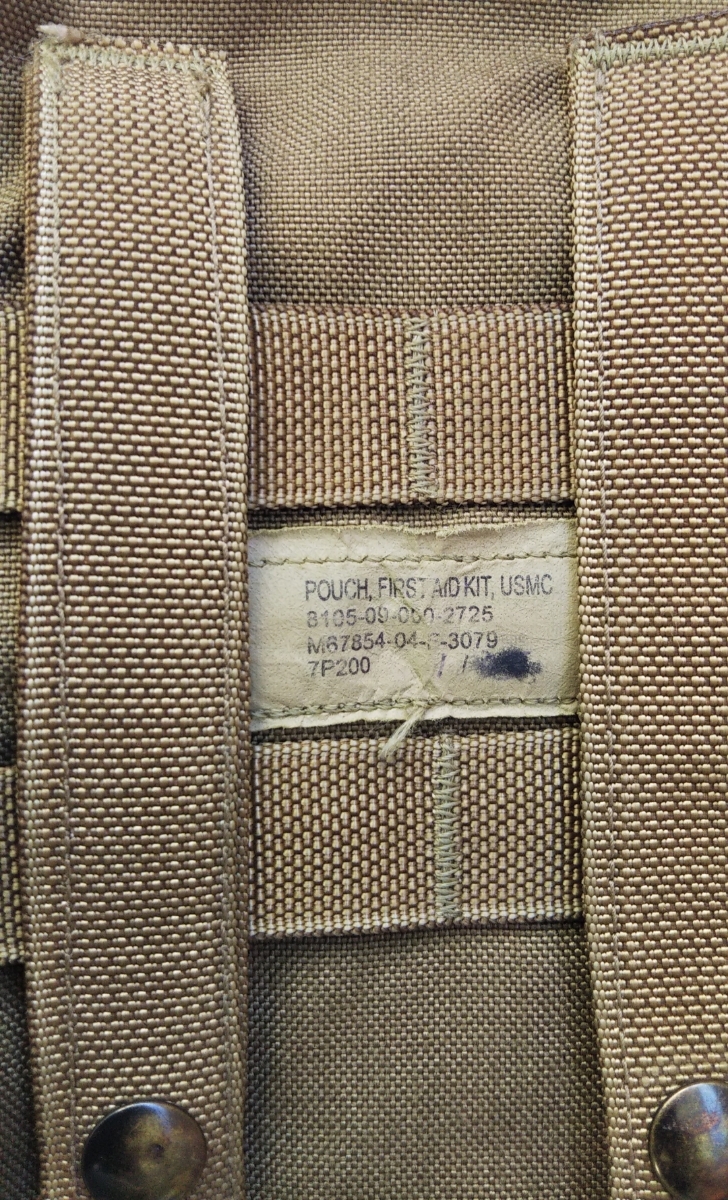 POUCH, FIRST AID KIT, USMC
8105-09-000-2725
M67854-04- -3079
7P200